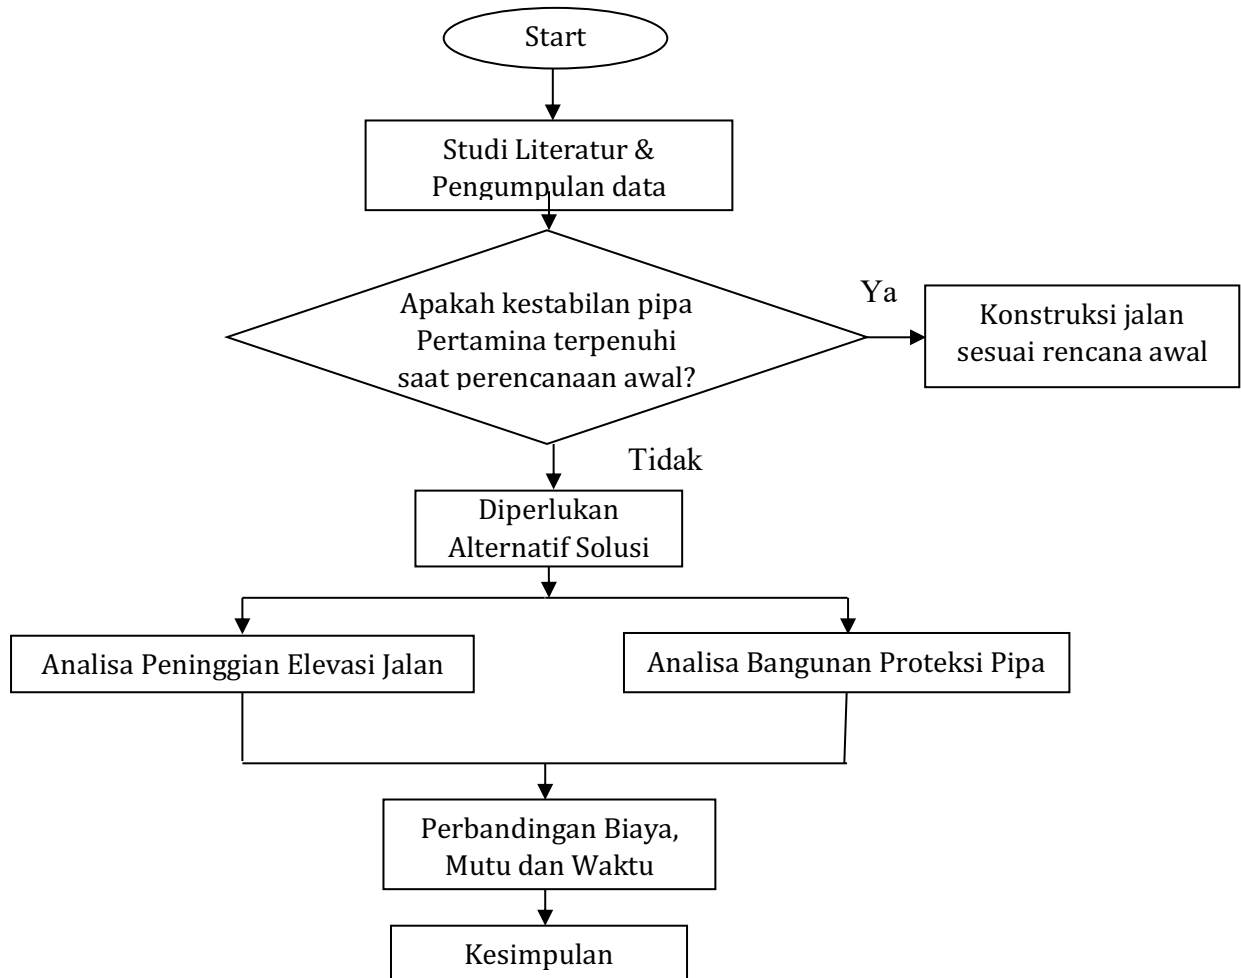 Start
Studi Literatur &
Pengumpulan data
Apakah kestabilan pipa
Pertamina terpenuhi
saat perencanaan awal?
Ya
Konstruksi jalan
sesuai rencana awal
Tidak
Diperlukan
Alternatif Solusi
Analisa Peninggian Elevasi Jalan
Analisa Bangunan Proteksi Pipa
Perbandingan Biaya,
Mutu dan Waktu
Kesimpulan